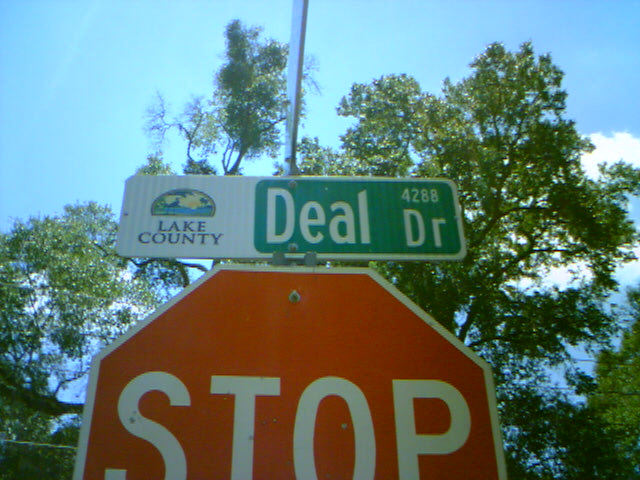 LAKE
COUNTY
Deal 4288 Dr
STOP